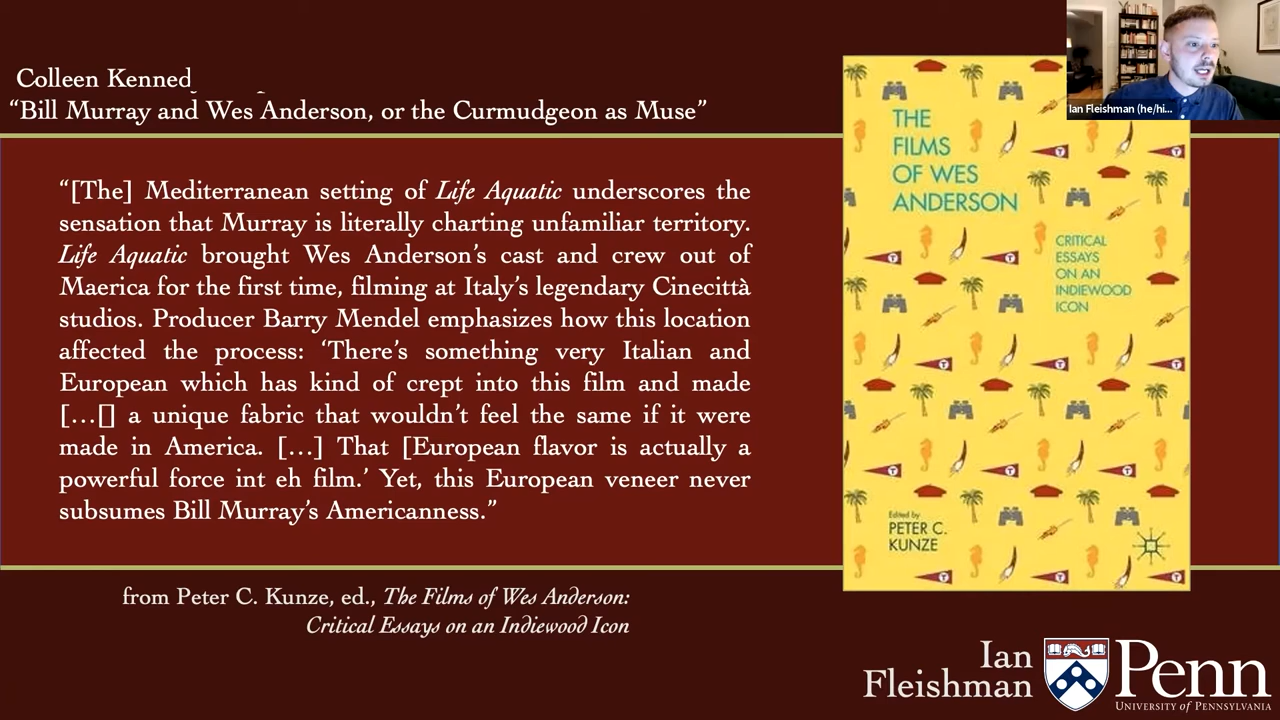 Colleen Kenned
“Bill Murray and Wes Anderson, or the Curmudgeon as Muse”
“[The] Mediterranean setting of Life Aquatic underscores the
sensation that Murray is literally charting unfamiliar territory.
Life Aquatic brought Wes Anderson’s cast and crew out of
Maerica for the first time, filming at Italy’s legendary Cinecittà
studios. Producer Barry Mendel emphasizes how this location
affected the process: ‘There’s something very Italian and
European which has kind of crept into this film and made
[…[] a unique fabric that wouldn’t feel the same if it were
made in America. […] That [European flavor is actually a
powerful force int eh film.’ Yet, this European veneer never
subsumes Bill Murray’s Americanness.”
from Peter C. Kunze, ed., The Films of Wes Anderson:
Critical Essays on an Indiewood Icon
THE
FILMS
OF WES
ANDERSON
CRITICAL
ESSAYS
ON AN
INDIEWOOD
ICON
Edited by
PETER C.
KUNZE
Ian Fleishman (he/hi...
Ian
Fleishman
Penn
UNIVERSITY of PENNSYLVANIA